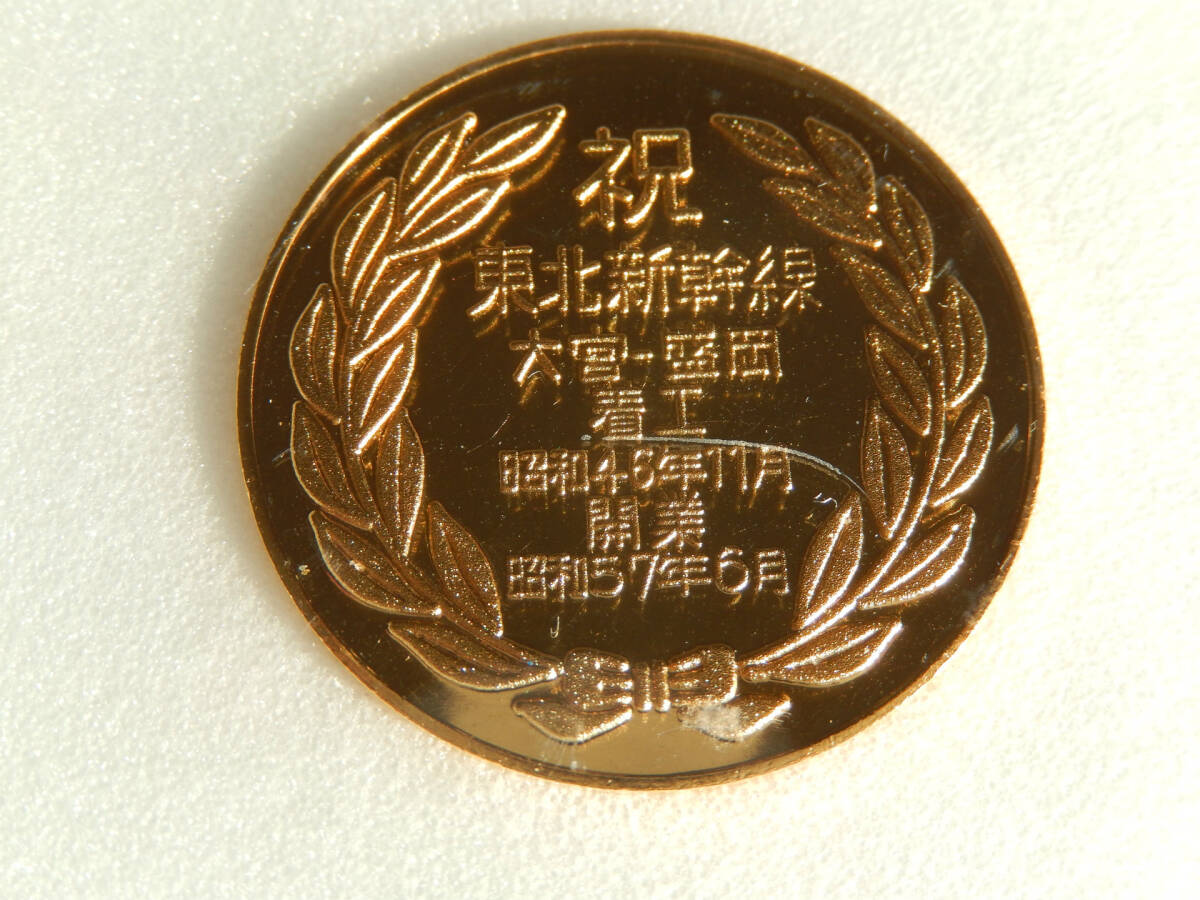 祝
東北新幹線
大宮-盛岡
着工
昭和46年11月
開業
昭和57年6月